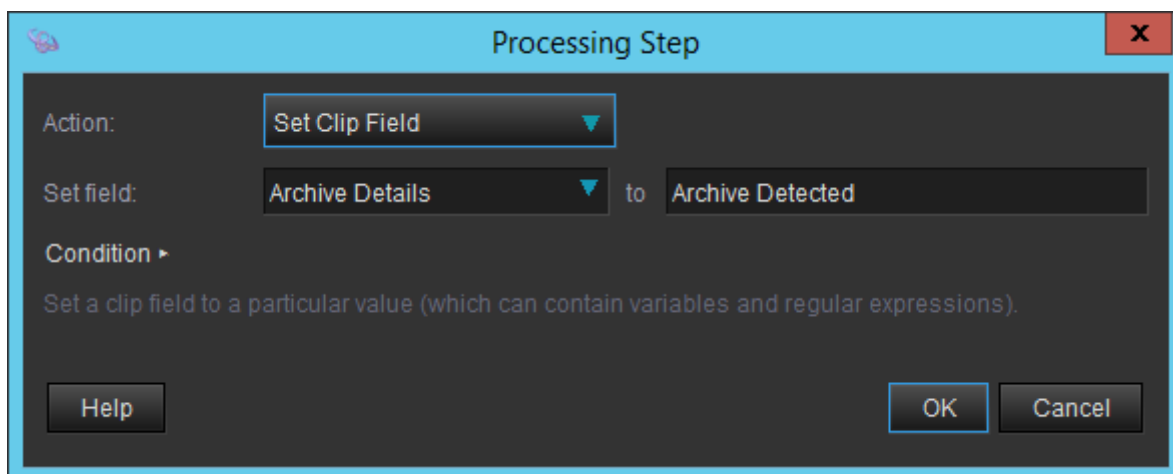 Processing Step
x
Action: Set Clip Field
Set field: Archive Details to Archive Detected
Condition ▸
Set a clip field to a particular value (which can contain variables and regular expressions).
Help OK Cancel